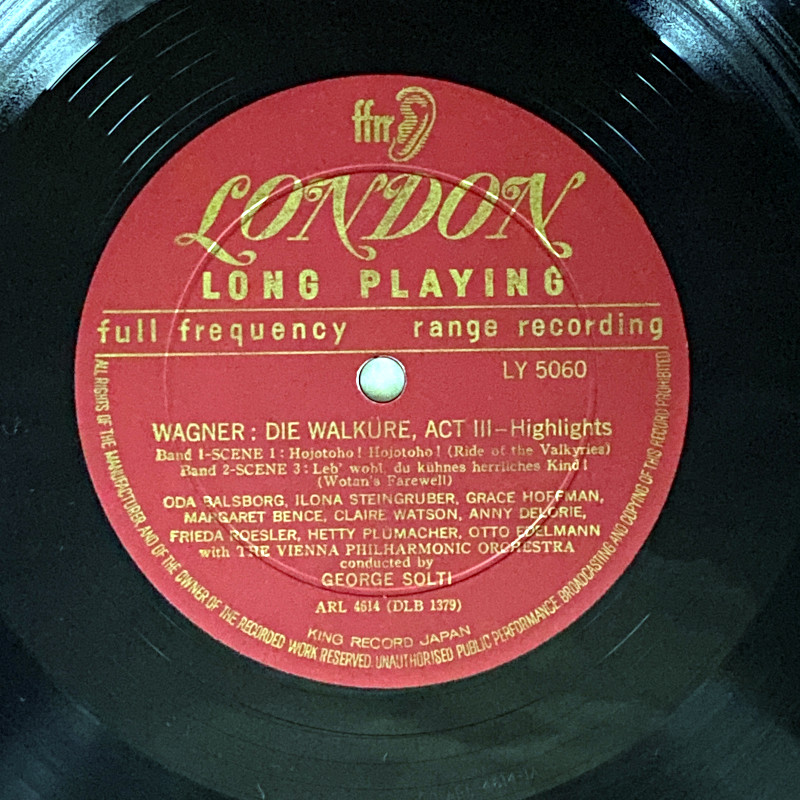 ffrr
LONDON
LONG PLAYING
full frequency range recording
LY 5060
WAGNER: DIE WALKÜRE, ACT III–Highlights
Band 1-SCENE 1: Hojotoho! Hojotoho! (Ride of the Valkyries)
Band 2-SCENE 3: Leb' wohl, du kühnes herrliches Kind!
(Wotan's Farewell)
ODA BALSBORG, ILONA STEINGRUBER, GRACE HOFFMAN,
MARGARET BENCE, CLAIRE WATSON, ANNY DELORIE,
FRIEDA ROESLER, HETTY PLÜMACHER, OTTO EDELMANN
with THE VIENNA PHILHARMONIC ORCHESTRA
conducted by
GEORGE SOLTI
ARL 4614 (DLB 1379)
KING RECORD JAPAN
ALL RIGHTS OF THE MANUFACTURER AND OF THE OWNER OF THE RECORDED WORK RESERVED. UNAUTHORISED PUBLIC PERFORMANCE, BROADCASTING AND COPYING OF THIS RECORD PROHIBITED